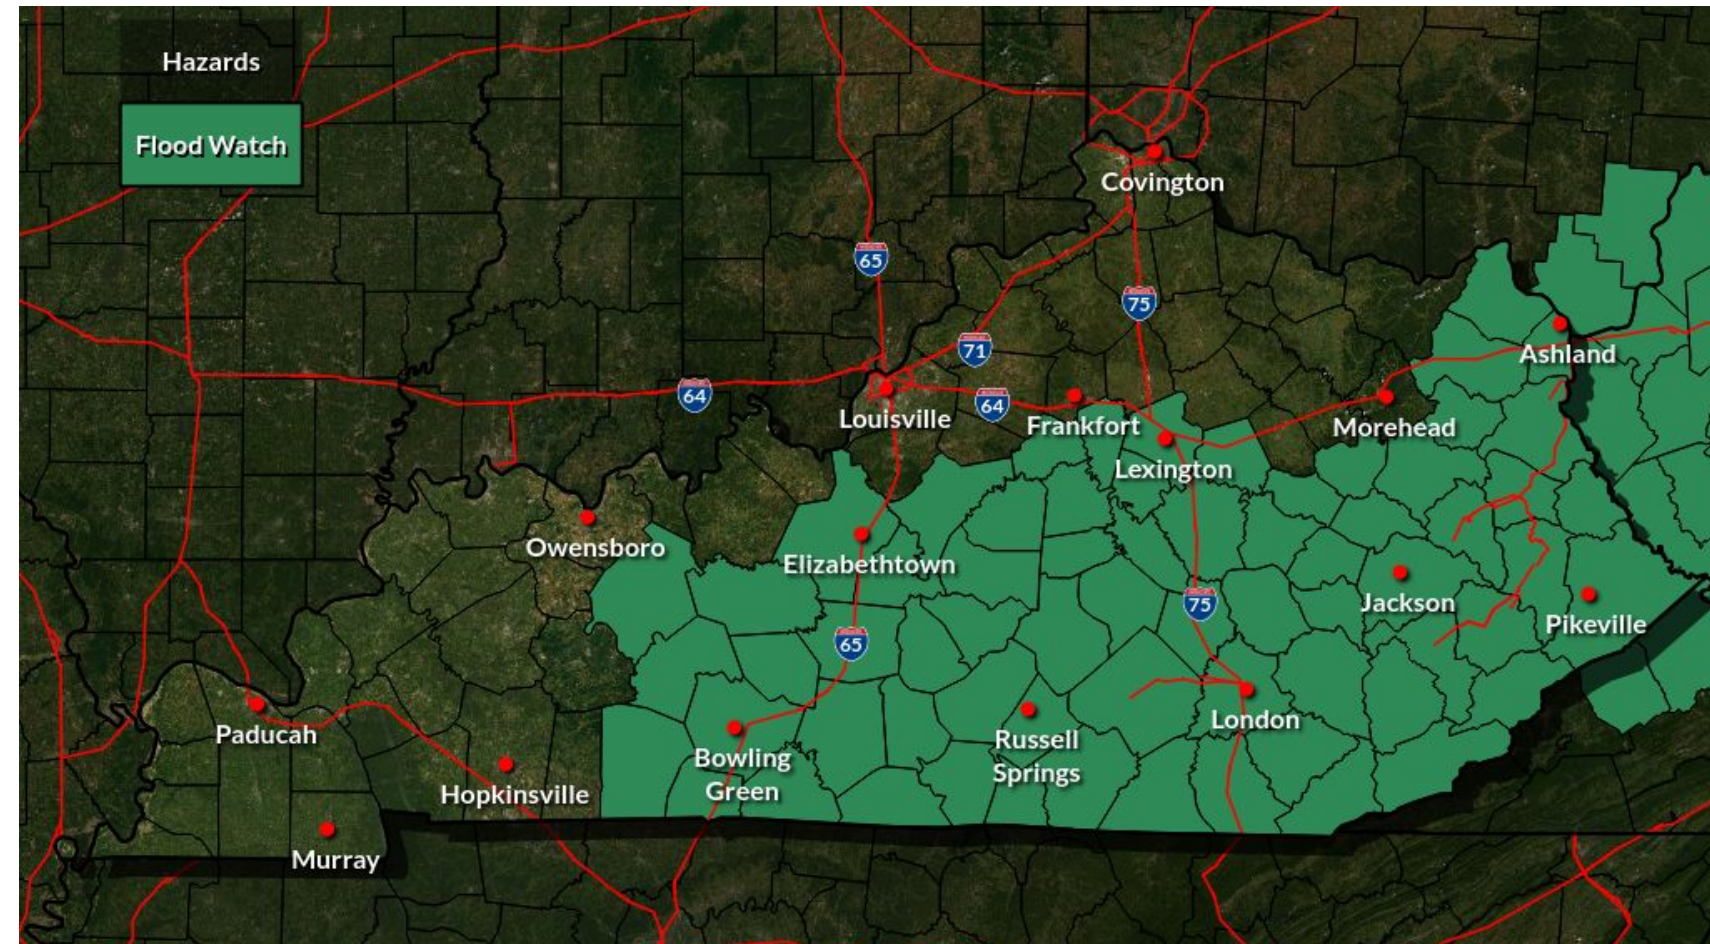 Hazards
Flood Watch
Covington
65
75
71
Ashland
64
64
Louisville
Frankfort
Morehead
Lexington
Owensboro
Elizabethtown
Jackson
75
Pikeville
65
Paducah
London
Bowling
Green
Russell
Springs
Hopkinsville
Murray